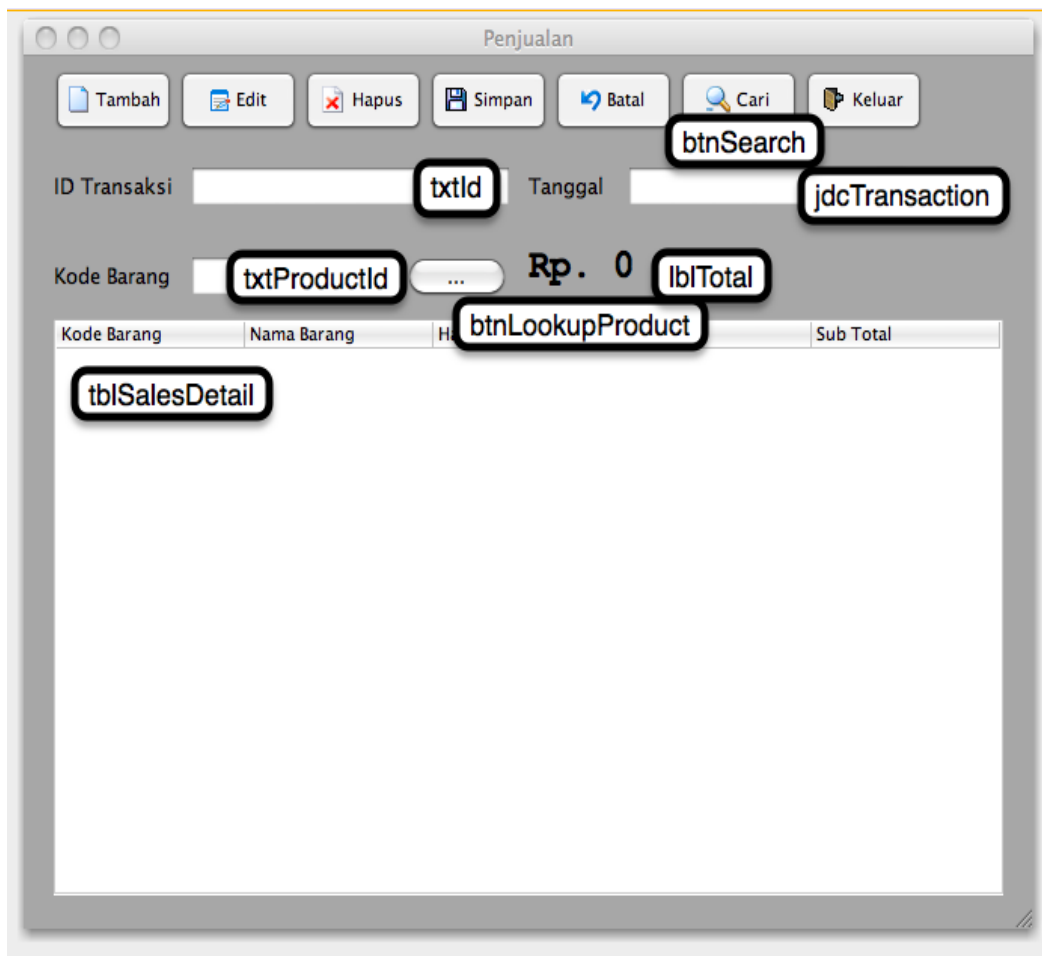 Penjualan
Tambah Edit Hapus Simpan Batal Cari Keluar
btnSearch
ID Transaksi txtId Tanggal jdcTransaction
Kode Barang txtProductId ... Rp. 0 lblTotal
btnLookupProduct
Kode Barang Nama Barang Sub Total
tblSalesDetail